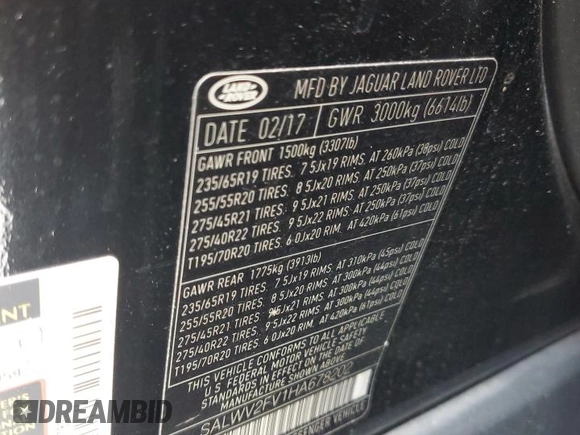 LAND ROVER
MFD BY JAGUAR LAND ROVER LTD
DATE 02/17 GWR 3000kg (6614lb)
GAWR FRONT 1500kg (3307lb)
235/65R19 TIRES. 7 5Jx19 RIMS. AT 260kPa (38psi) COLD
255/55R20 TIRES. 8 5Jx20 RIMS. AT 250kPa (37psi) COLD
275/45R21 TIRES. 9 5Jx21 RIMS. AT 250kPa (37psi) COLD
275/40R22 TIRES. 9 5Jx22 RIMS. AT 250kPa (37psi) COLD
T195/70R20 TIRES. 6 0Jx20 RIM. AT 420kPa (61psi) COLD
GAWR REAR 1775kg (3913lb)
235/65R19 TIRES. 7 5Jx19 RIMS. AT 310kPa (45psi) COLD
255/55R20 TIRES. 8 5Jx20 RIMS. AT 300kPa (44psi) COLD
275/45R21 TIRES. 9 5Jx21 RIMS. AT 300kPa (44psi) COLD
275/40R22 TIRES. 9 5Jx22 RIMS. AT 300kPa (44psi) COLD
T195/70R20 TIRES. 6 0Jx20 RIM. AT 420kPa (61psi) COLD
THIS VEHICLE CONFORMS TO ALL APPLICABLE
U.S. FEDERAL MOTOR VEHICLE SAFETY
IN EFFECT ON THE DATE OF
SALWV2FV1HA678202
PASSENGER VEHICLE
DREAMBID